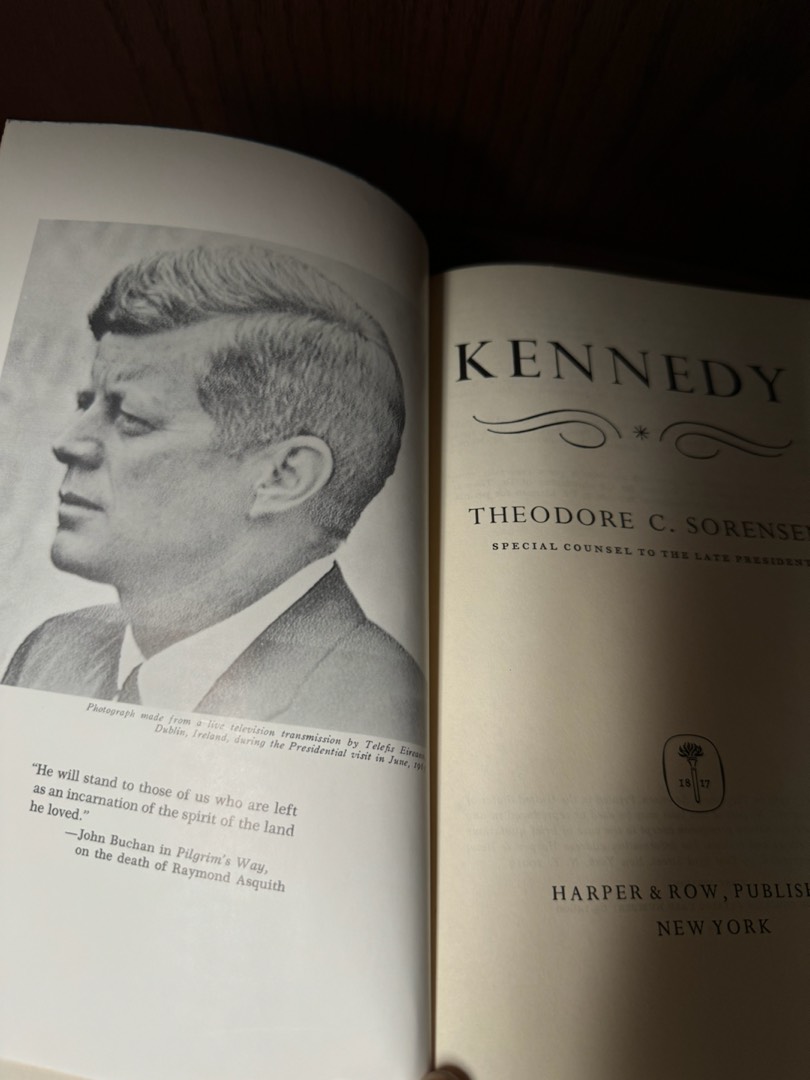 Photograph made from a live television transmission by Telefis
Dublin, Ireland, during the Presidential visit in June,
"He will stand to those of us who are left
as an incarnation of the spirit of the land
he loved."
—John Buchan in Pilgrim's Way,
on the death of Raymond Asquith
KENNEDY
THEODORE C. SORENSEN
SPECIAL COUNSEL TO THE LATE PRESIDENT
18 17
HARPER & ROW, PUBLISH
NEW YORK